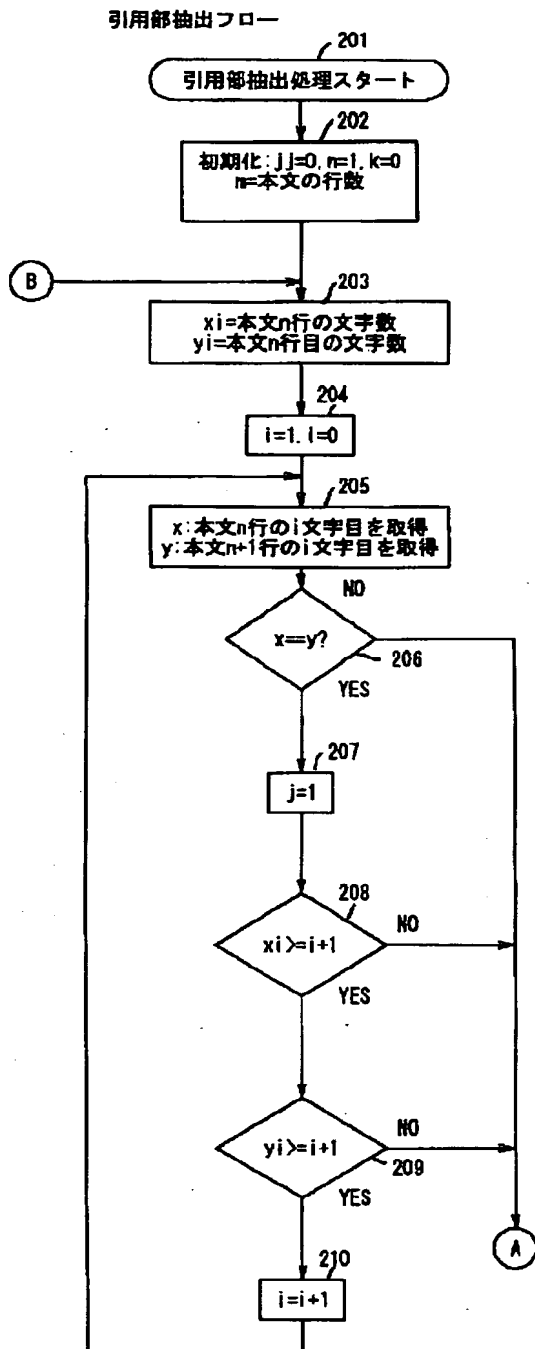 引用部抽出フロー
201
引用部抽出処理スタート
202
初期化:jj=0, n=1, k=0
m=本文の行数
B
203
xi=本文n行の文字数
yi=本文n行目の文字数
204
i=1, l=0
205
x:本文n行のi文字目を取得
y:本文n+1行のi文字目を取得
NO
x==y?
206
YES
207
j=1
208
xi>=i+1
NO
YES
yi>=i+1
NO
209
YES
A
210
i=i+1